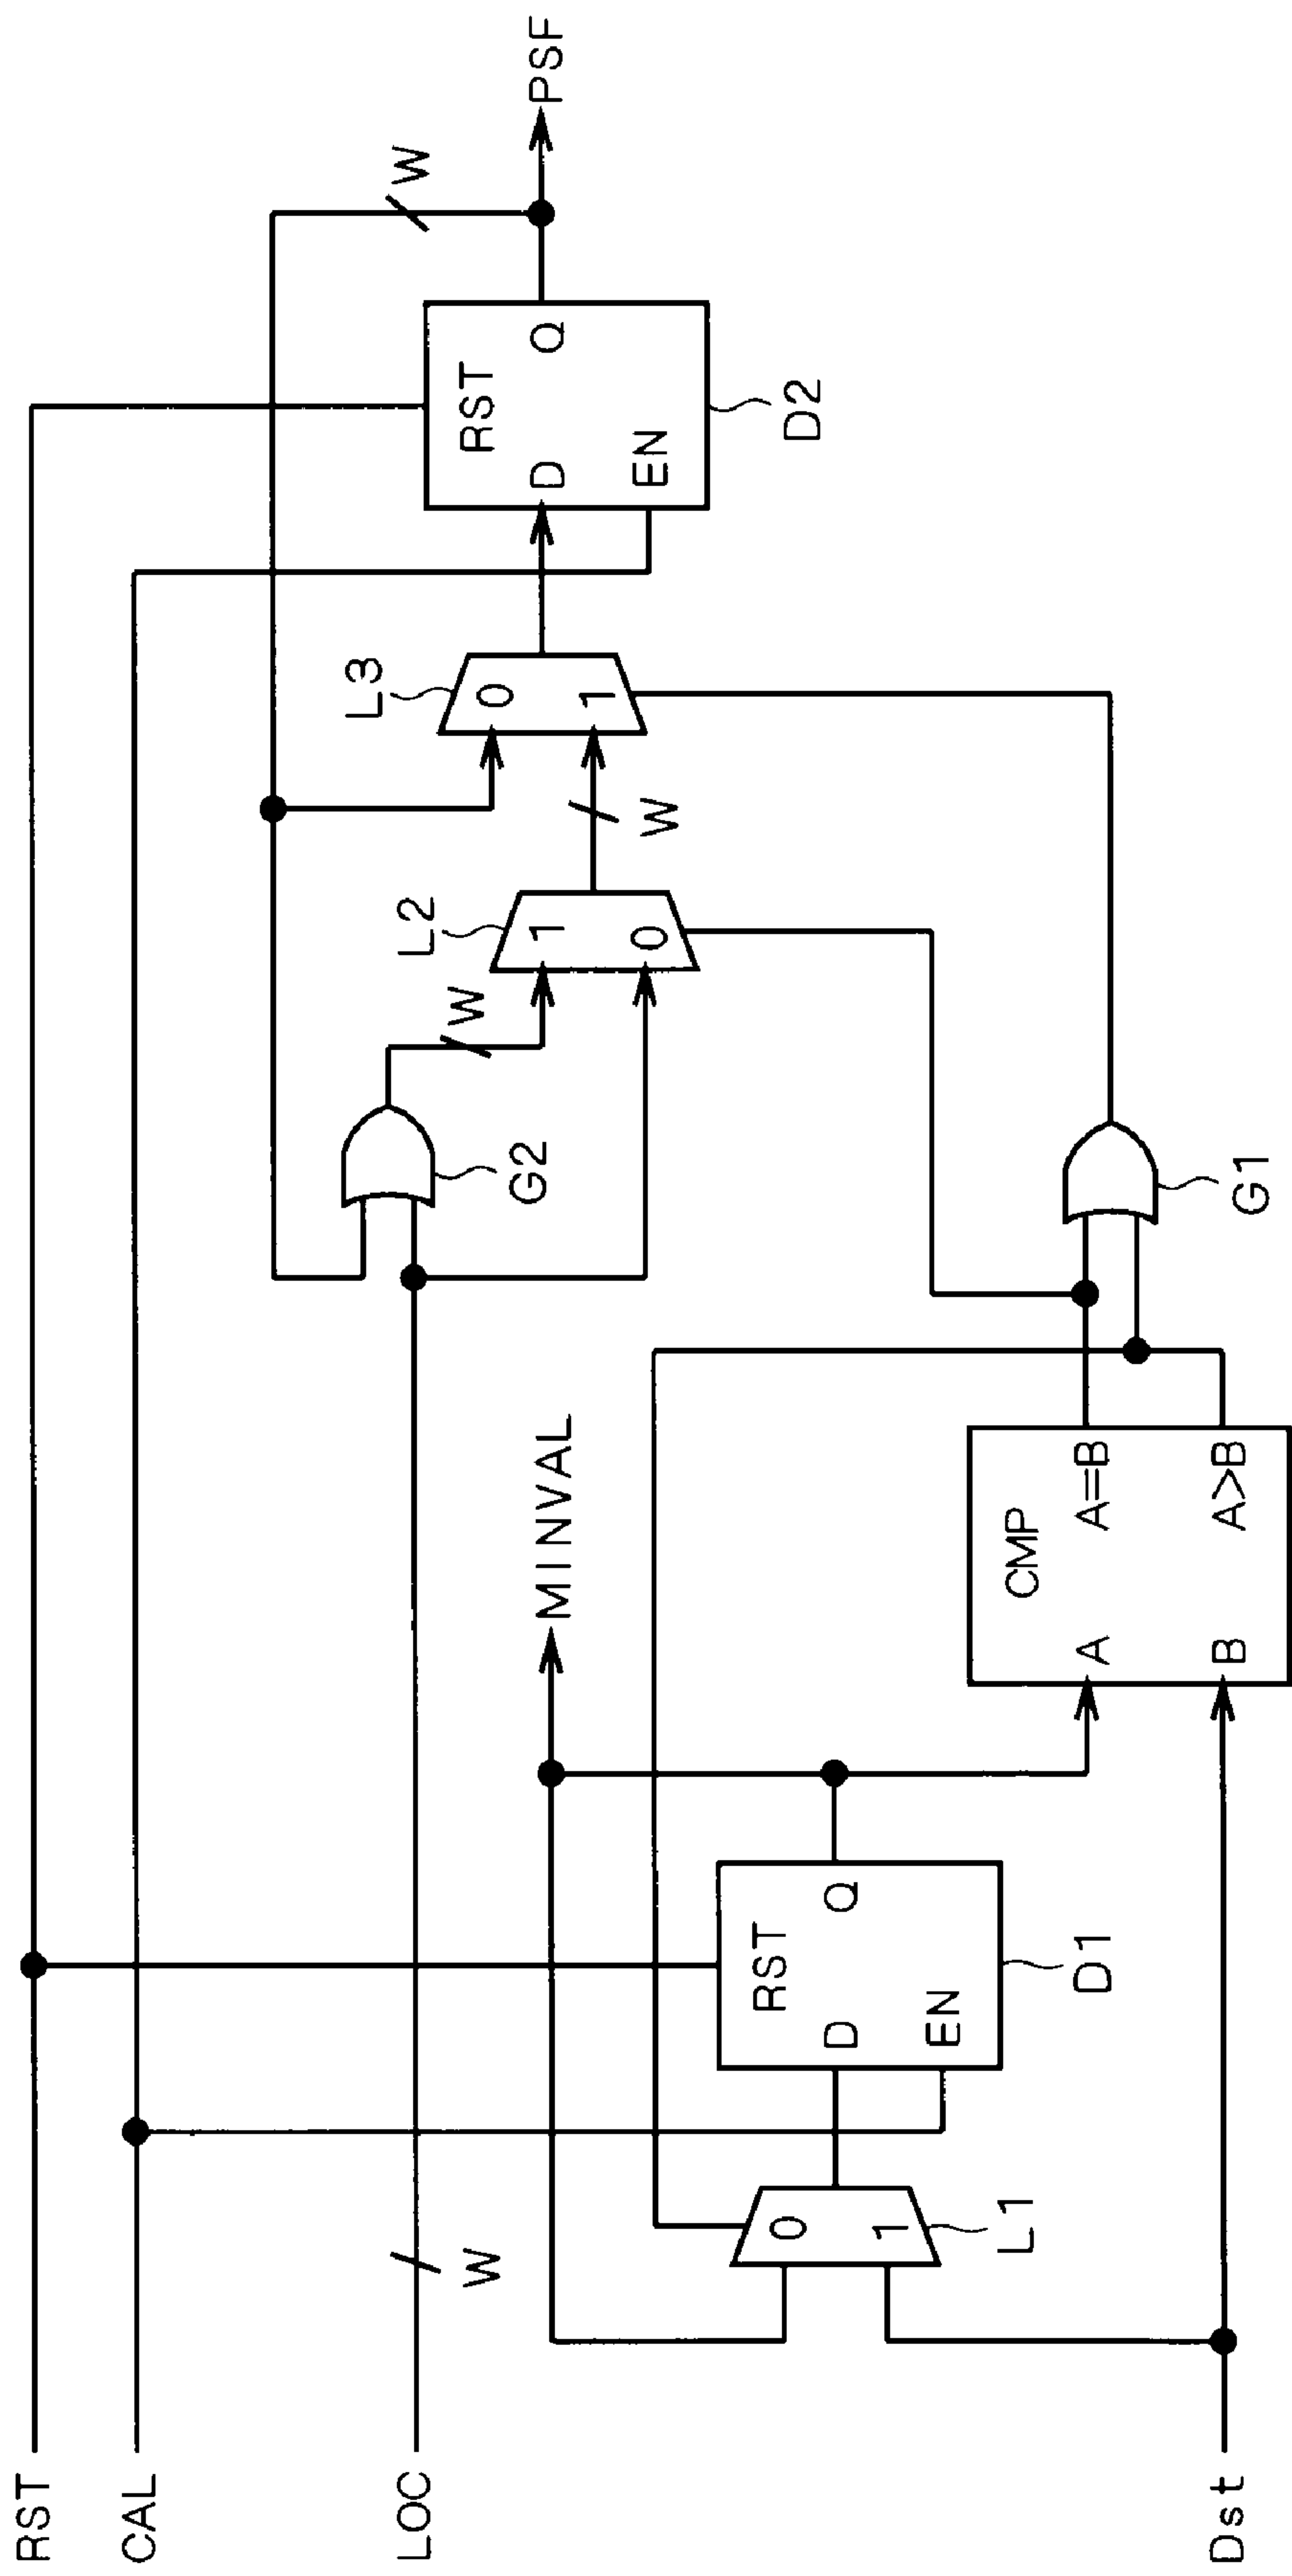 RST
CAL
LOC
Dst
W
0
1
L1
RST
D
Q
EN
D1
MINVAL
CMP
A
A=B
B
A>B
G1
G2
W
L2
1
0
W
L3
0
1
RST
D
Q
EN
D2
W
PSF